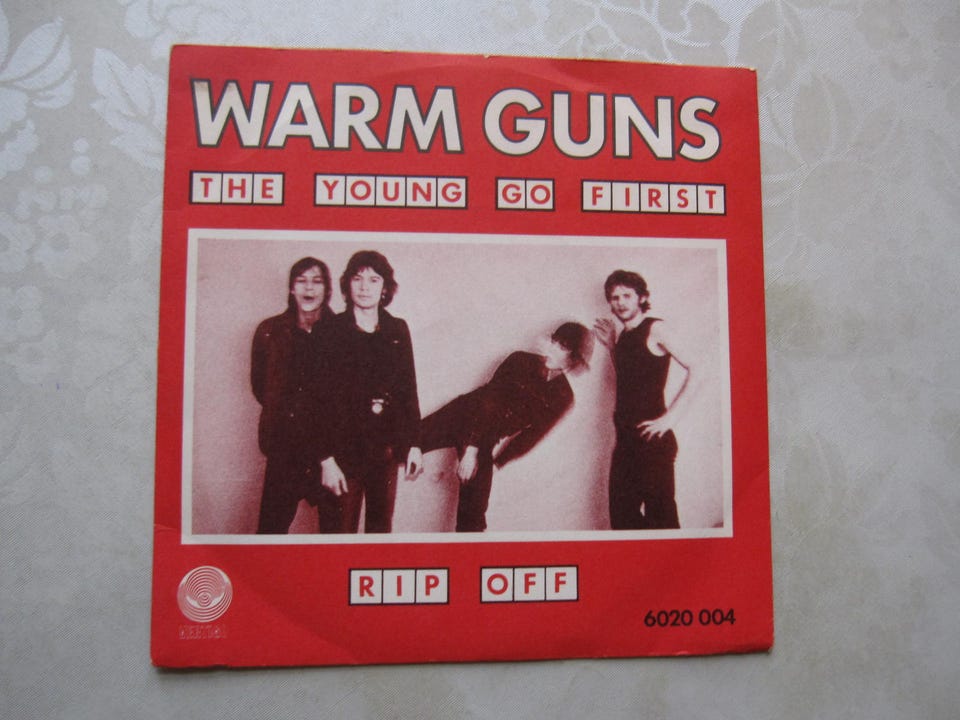 WARM GUNS
THE YOUNG GO FIRST
RIP OFF
6020 004